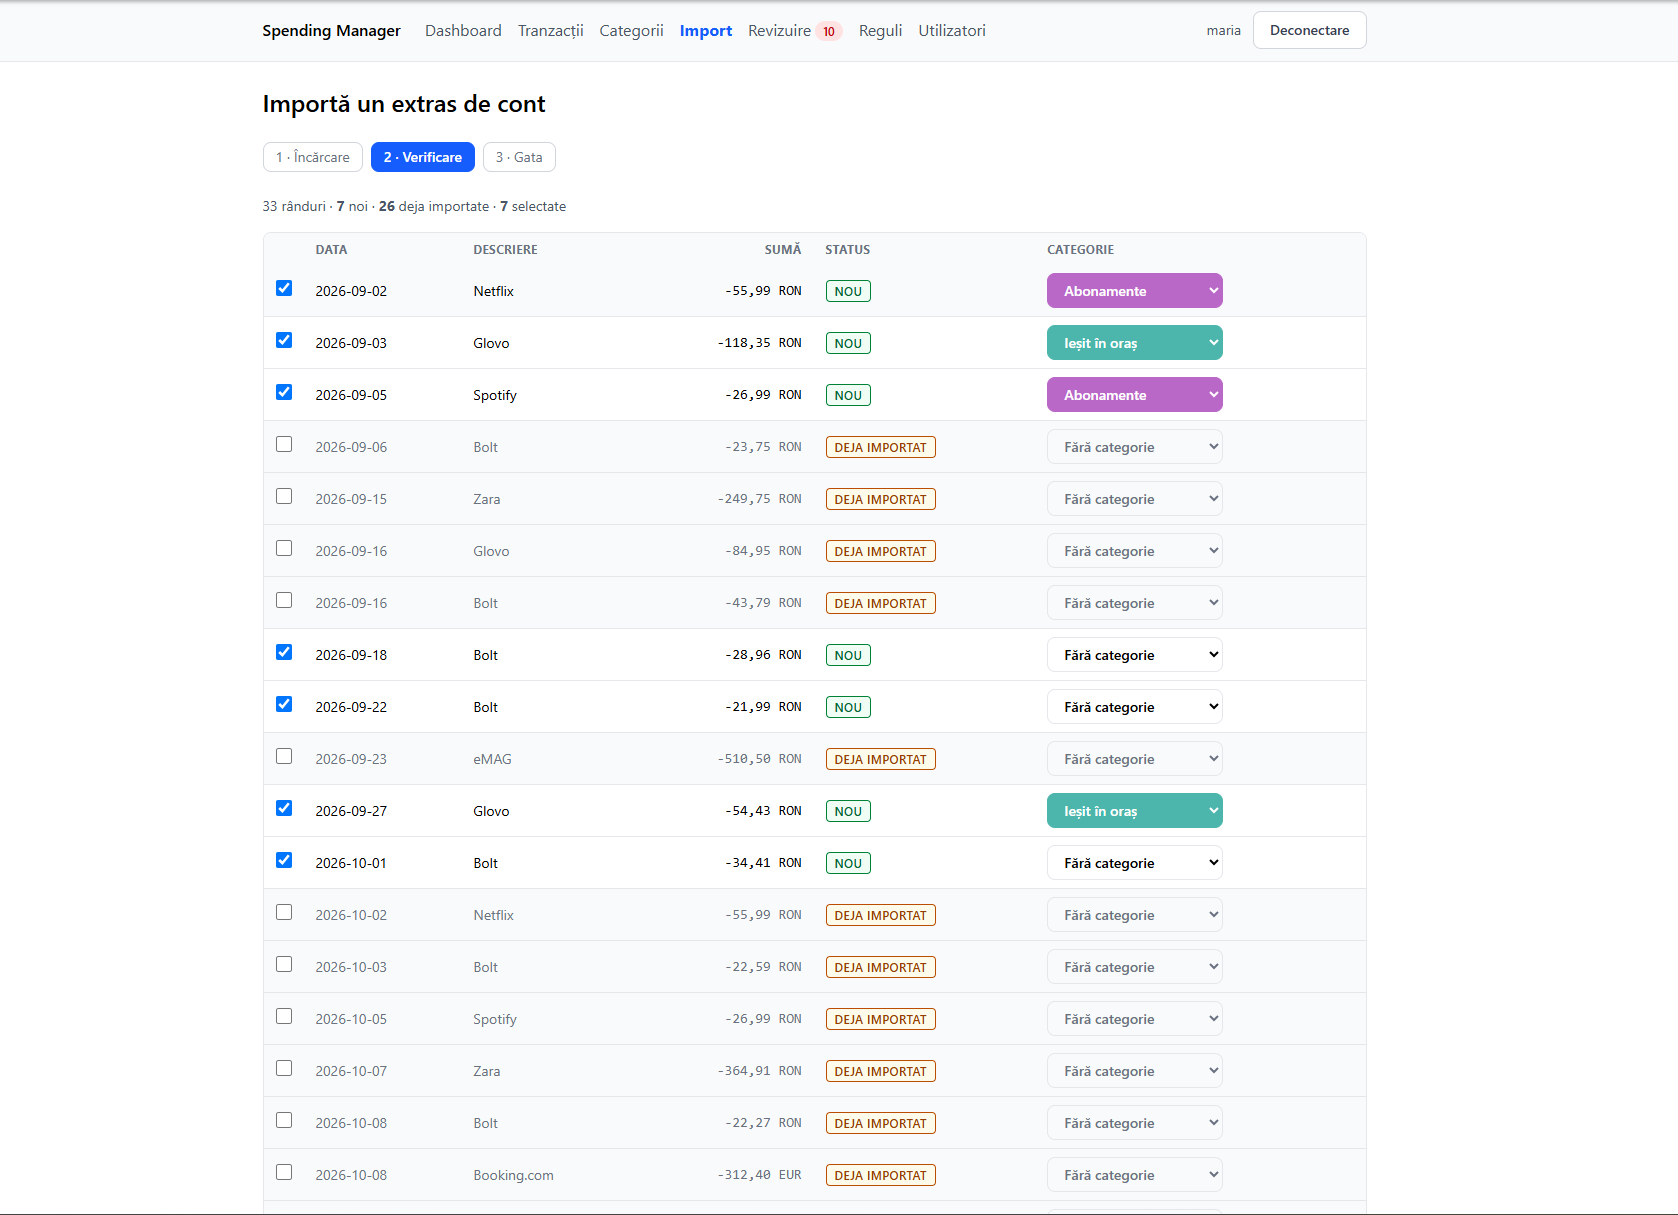 Spending Manager Dashboard Tranzacții Categorii Import Revizuire 10 Reguli Utilizatori maria Deconectare
Importă un extras de cont
1 · Încărcare 2 · Verificare 3 · Gata
33 rânduri · 7 noi · 26 deja importate · 7 selectate
DATA DESCRIERE SUMĂ STATUS CATEGORIE
2026-09-02 Netflix -55,99 RON NOU Abonamente
2026-09-03 Glovo -118,35 RON NOU Ieșit în oraș
2026-09-05 Spotify -26,99 RON NOU Abonamente
2026-09-06 Bolt -23,75 RON DEJA IMPORTAT Fără categorie
2026-09-15 Zara -249,75 RON DEJA IMPORTAT Fără categorie
2026-09-16 Glovo -84,95 RON DEJA IMPORTAT Fără categorie
2026-09-16 Bolt -43,79 RON DEJA IMPORTAT Fără categorie
2026-09-18 Bolt -28,96 RON NOU Fără categorie
2026-09-22 Bolt -21,99 RON NOU Fără categorie
2026-09-23 eMAG -510,50 RON DEJA IMPORTAT Fără categorie
2026-09-27 Glovo -54,43 RON NOU Ieșit în oraș
2026-10-01 Bolt -34,41 RON NOU Fără categorie
2026-10-02 Netflix -55,99 RON DEJA IMPORTAT Fără categorie
2026-10-03 Bolt -22,59 RON DEJA IMPORTAT Fără categorie
2026-10-05 Spotify -26,99 RON DEJA IMPORTAT Fără categorie
2026-10-07 Zara -364,91 RON DEJA IMPORTAT Fără categorie
2026-10-08 Bolt -22,27 RON DEJA IMPORTAT Fără categorie
2026-10-08 Booking.com -312,40 EUR DEJA IMPORTAT Fără categorie